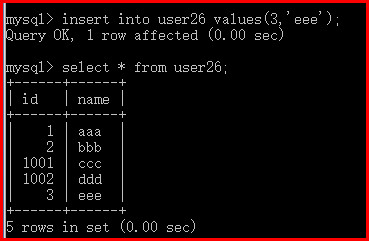 mysql> insert into user26 values(3,'eee');
Query OK, 1 row affected (0.00 sec)
mysql> select * from user26;
+------+------+
| id   | name |
+------+------+
|    1 | aaa  |
|    2 | bbb  |
| 1001 | ccc  |
| 1002 | ddd  |
|    3 | eee  |
+------+------+
5 rows in set (0.00 sec)